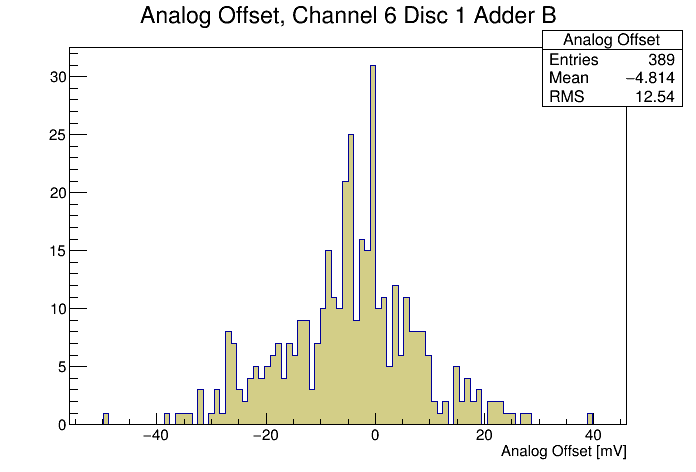 Analog Offset, Channel 6 Disc 1 Adder B
Analog Offset
Entries 389
Mean −4.814
RMS 12.54
30
25
20
15
10
5
0
−40 −20 0 20 40
Analog Offset [mV]